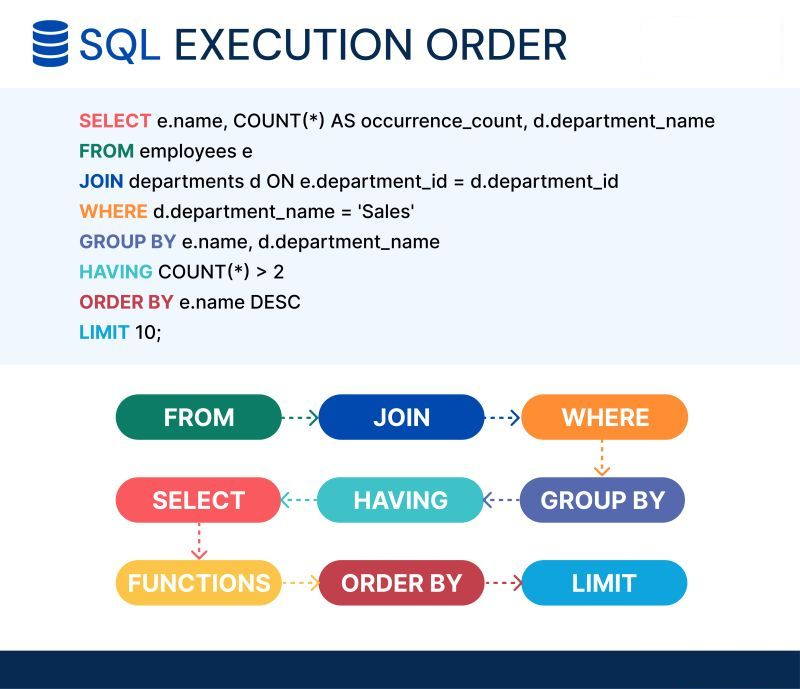 SQL EXECUTION ORDER
SELECT e.name, COUNT(*) AS occurrence_count, d.department_name
FROM employees e
JOIN departments d ON e.department_id = d.department_id
WHERE d.department_name = 'Sales'
GROUP BY e.name, d.department_name
HAVING COUNT(*) > 2
ORDER BY e.name DESC
LIMIT 10;
FROM
JOIN
WHERE
GROUP BY
HAVING
SELECT
FUNCTIONS
ORDER BY
LIMIT